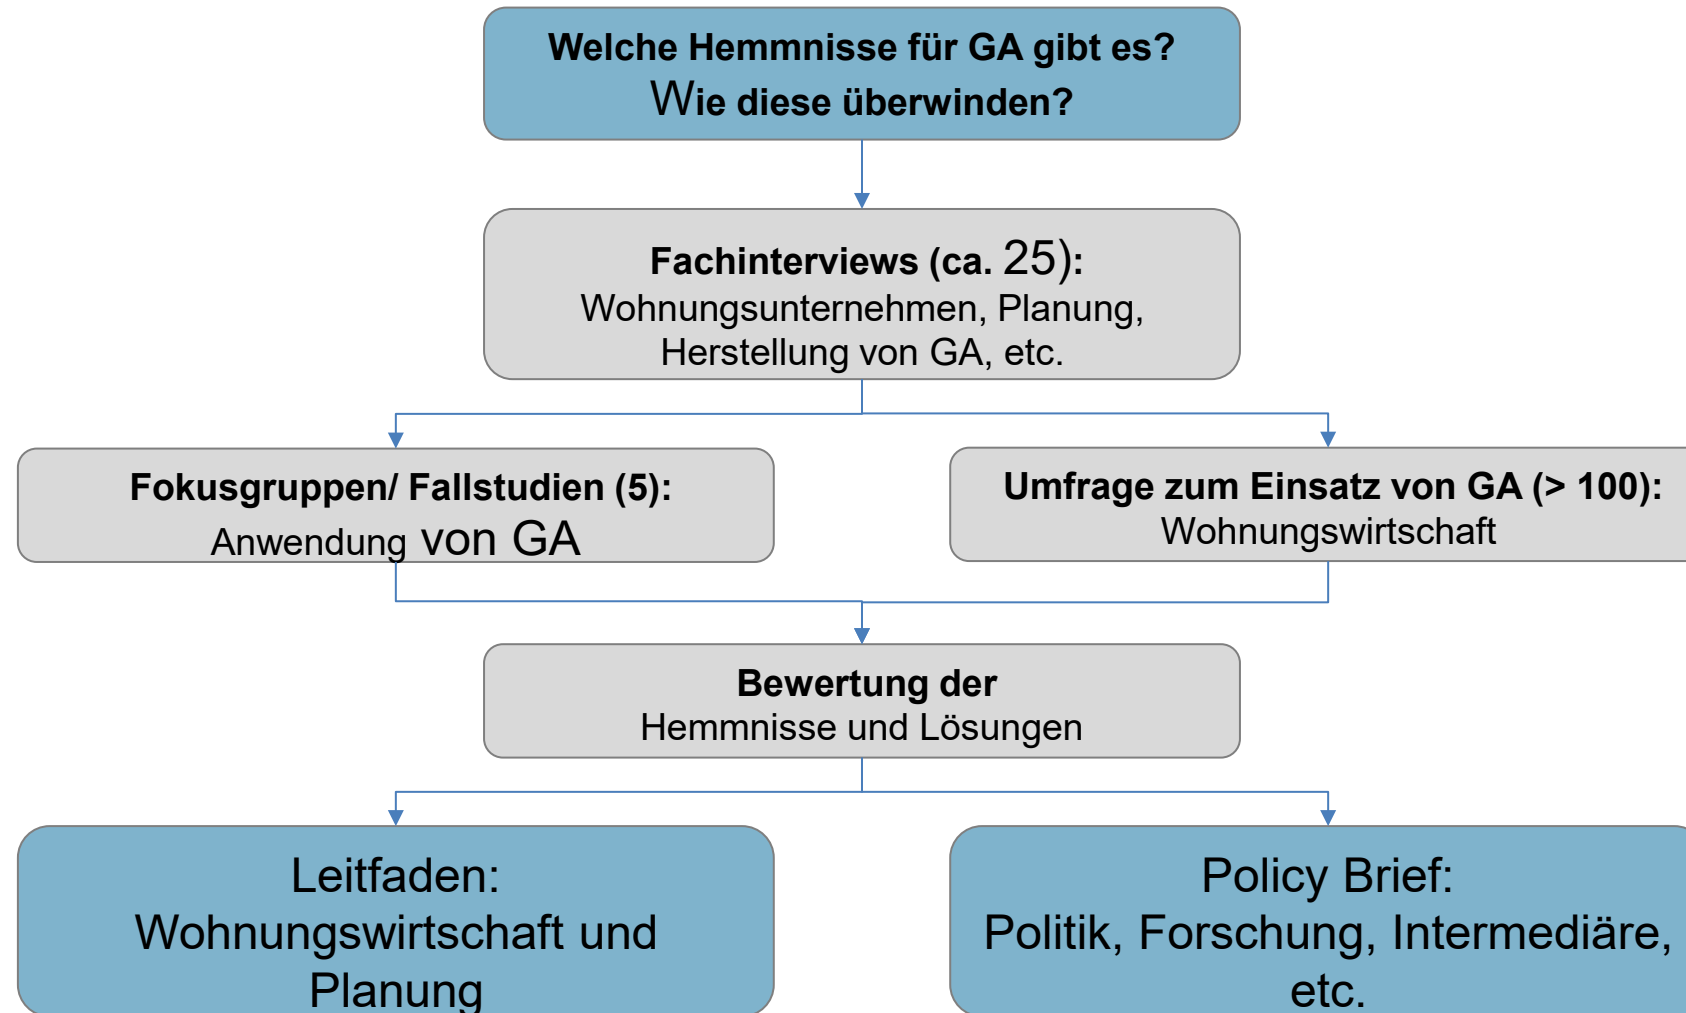 Welche Hemmnisse für GA gibt es?
Wie diese überwinden?
Fachinterviews (ca. 25):
Wohnungsunternehmen, Planung,
Herstellung von GA, etc.
Fokusgruppen/ Fallstudien (5):
Anwendung von GA
Umfrage zum Einsatz von GA (> 100):
Wohnungswirtschaft
Bewertung der
Hemmnisse und Lösungen
Leitfaden:
Wohnungswirtschaft und
Planung
Policy Brief:
Politik, Forschung, Intermediäre,
etc.